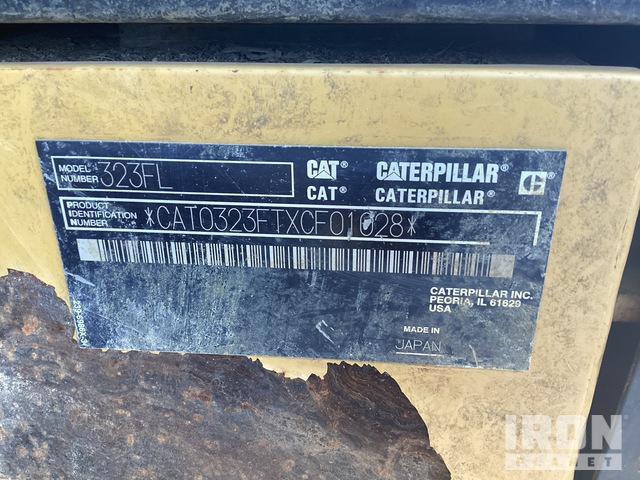 MODEL NUMBER 323FL
CAT® CATERPILLAR®
CAT® CATERPILLAR®
PRODUCT
IDENTIFICATION
NUMBER
CATERPILLAR INC.
PEORIA, IL 61629
USA
MADE IN
JAPAN
IRON
PLANET